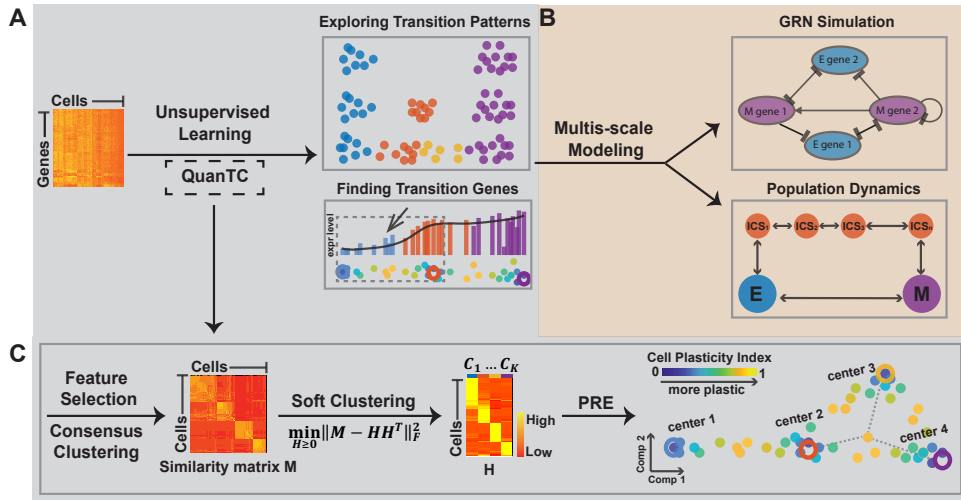 A
Exploring Transition Patterns
Cells
Genes
Unsupervised
Learning
QuanTC
Finding Transition Genes
expr level
B
Multis-scale
Modeling
GRN Simulation
E gene 2
M gene 1
M gene 2
E gene 1
Population Dynamics
ICS1 ICS2 ICS3 ICSn
E M
C
Feature
Selection
Consensus
Clustering
Cells
Cells
Similarity matrix M
Soft Clustering
min H≥0 ‖M − HHᵀ‖²F
C1 ... CK
Cells
High
Low
H
PRE
Cell Plasticity Index
0 1
more plastic
center 3
center 1
center 2
center 4
Comp 2
Comp 1